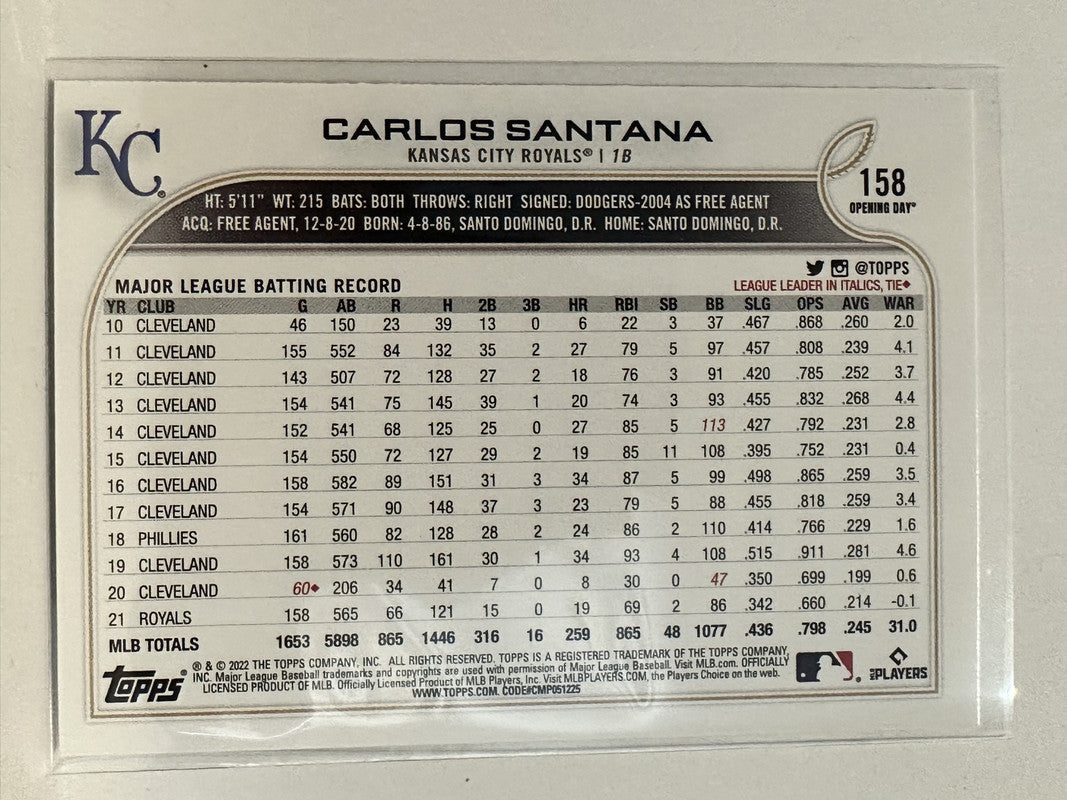 KC
CARLOS SANTANA
KANSAS CITY ROYALS® | 1B
158
OPENING DAY®
HT: 5'11" WT: 215 BATS: BOTH THROWS: RIGHT SIGNED: DODGERS-2004 AS FREE AGENT
ACQ: FREE AGENT, 12-8-20 BORN: 4-8-86, SANTO DOMINGO, D.R. HOME: SANTO DOMINGO, D.R.
@TOPPS
MAJOR LEAGUE BATTING RECORD LEAGUE LEADER IN ITALICS, TIE◆
YR CLUB G AB R H 2B 3B HR RBI SB BB SLG OPS AVG WAR
10 CLEVELAND 46 150 23 39 13 0 6 22 3 37 .467 .868 .260 2.0
11 CLEVELAND 155 552 84 132 35 2 27 79 5 97 .457 .808 .239 4.1
12 CLEVELAND 143 507 72 128 27 2 18 76 3 91 .420 .785 .252 3.7
13 CLEVELAND 154 541 75 145 39 1 20 74 3 93 .455 .832 .268 4.4
14 CLEVELAND 152 541 68 125 25 0 27 85 5 113 .427 .792 .231 2.8
15 CLEVELAND 154 550 72 127 29 2 19 85 11 108 .395 .752 .231 0.4
16 CLEVELAND 158 582 89 151 31 3 34 87 5 99 .498 .865 .259 3.5
17 CLEVELAND 154 571 90 148 37 3 23 79 5 88 .455 .818 .259 3.4
18 PHILLIES 161 560 82 128 28 2 24 86 2 110 .414 .766 .229 1.6
19 CLEVELAND 158 573 110 161 30 1 34 93 4 108 .515 .911 .281 4.6
20 CLEVELAND 60◆ 206 34 41 7 0 8 30 0 47 .350 .699 .199 0.6
21 ROYALS 158 565 66 121 15 0 19 69 2 86 .342 .660 .214 -0.1
MLB TOTALS 1653 5898 865 1446 316 16 259 865 48 1077 .436 .798 .245 31.0
Topps®
® & © 2022 THE TOPPS COMPANY, INC. ALL RIGHTS RESERVED. TOPPS IS A REGISTERED TRADEMARK OF THE TOPPS COMPANY,
INC. Major League Baseball trademarks and copyrights are used with permission of Major League Baseball. Visit MLB.com. OFFICIALLY
LICENSED PRODUCT OF MLB. Officially Licensed Product of MLB Players, Inc. Visit MLBPLAYERS.COM, the Players Choice on the web.
WWW.TOPPS.COM. CODE#CMP051225
MLB PLAYERS